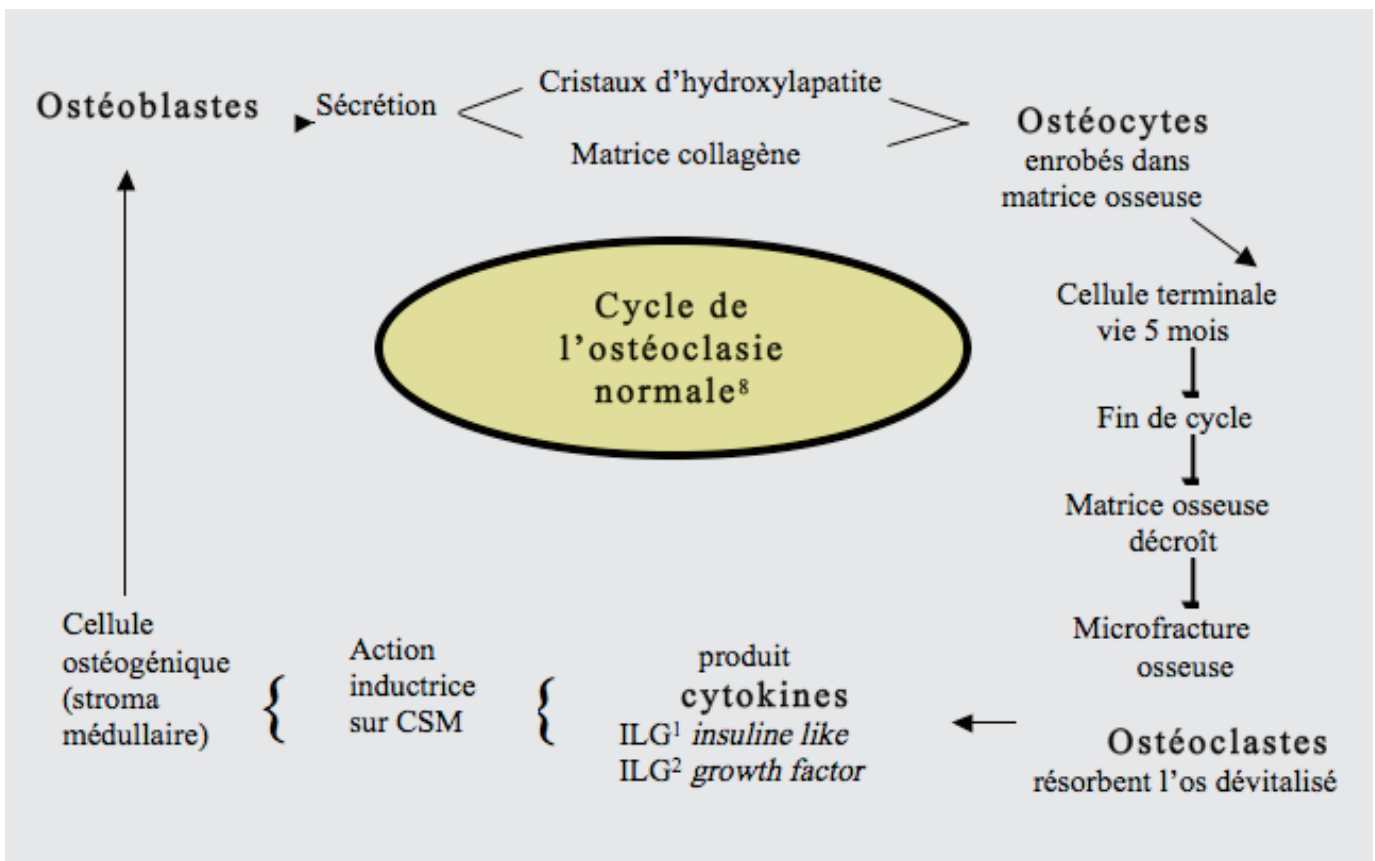 Ostéoblastes
Sécrétion
Cristaux d’hydroxylapatite
Matrice collagène
Ostéocytes
enrobés dans
matrice osseuse
Cellule terminale
vie 5 mois
Fin de cycle
Matrice osseuse
décroît
Microfracture
osseuse
Ostéoclastes
résorbent l’os dévitalisé
produit
cytokines
ILG¹ insuline like
ILG² growth factor
{
Action
inductrice
sur CSM
{
Cellule
ostéogénique
(stroma
médullaire)
Cycle de
l’ostéoclasie
normale⁸